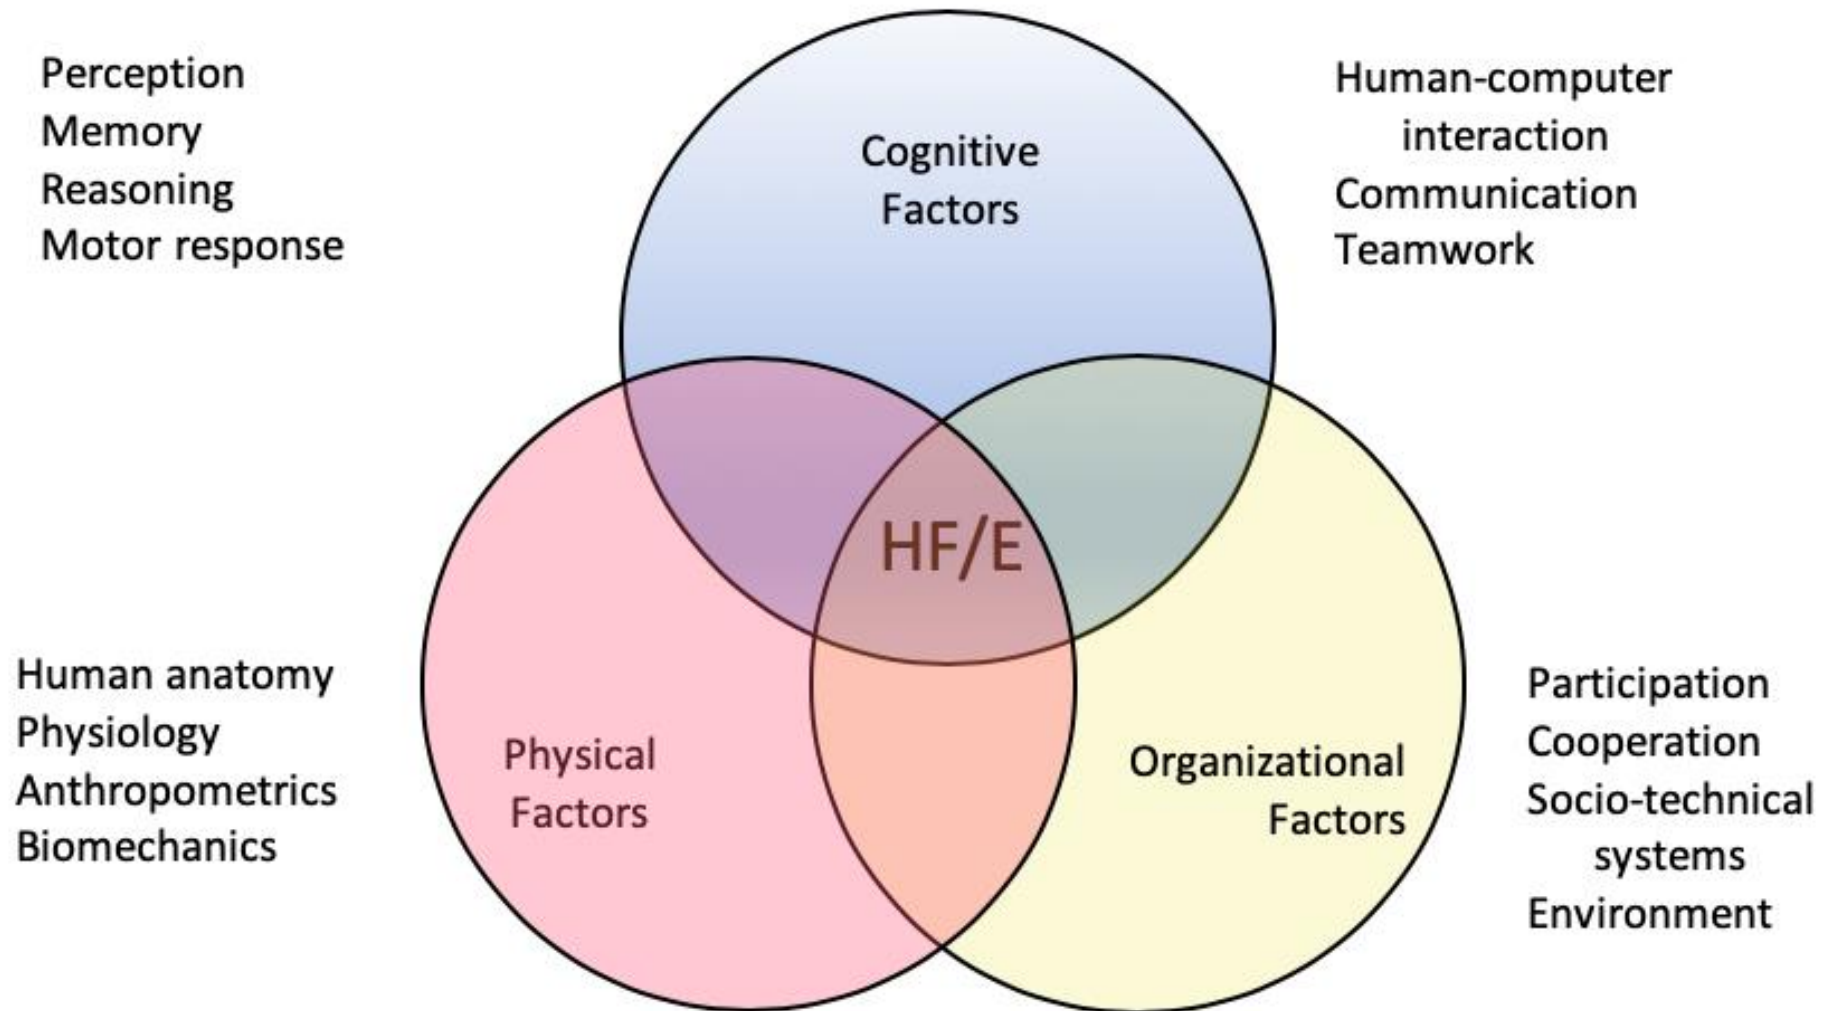 Perception
Memory
Reasoning
Motor response
Cognitive
Factors
Human-computer
interaction
Communication
Teamwork
HF/E
Human anatomy
Physiology
Anthropometrics
Biomechanics
Physical
Factors
Organizational
Factors
Participation
Cooperation
Socio-technical
systems
Environment